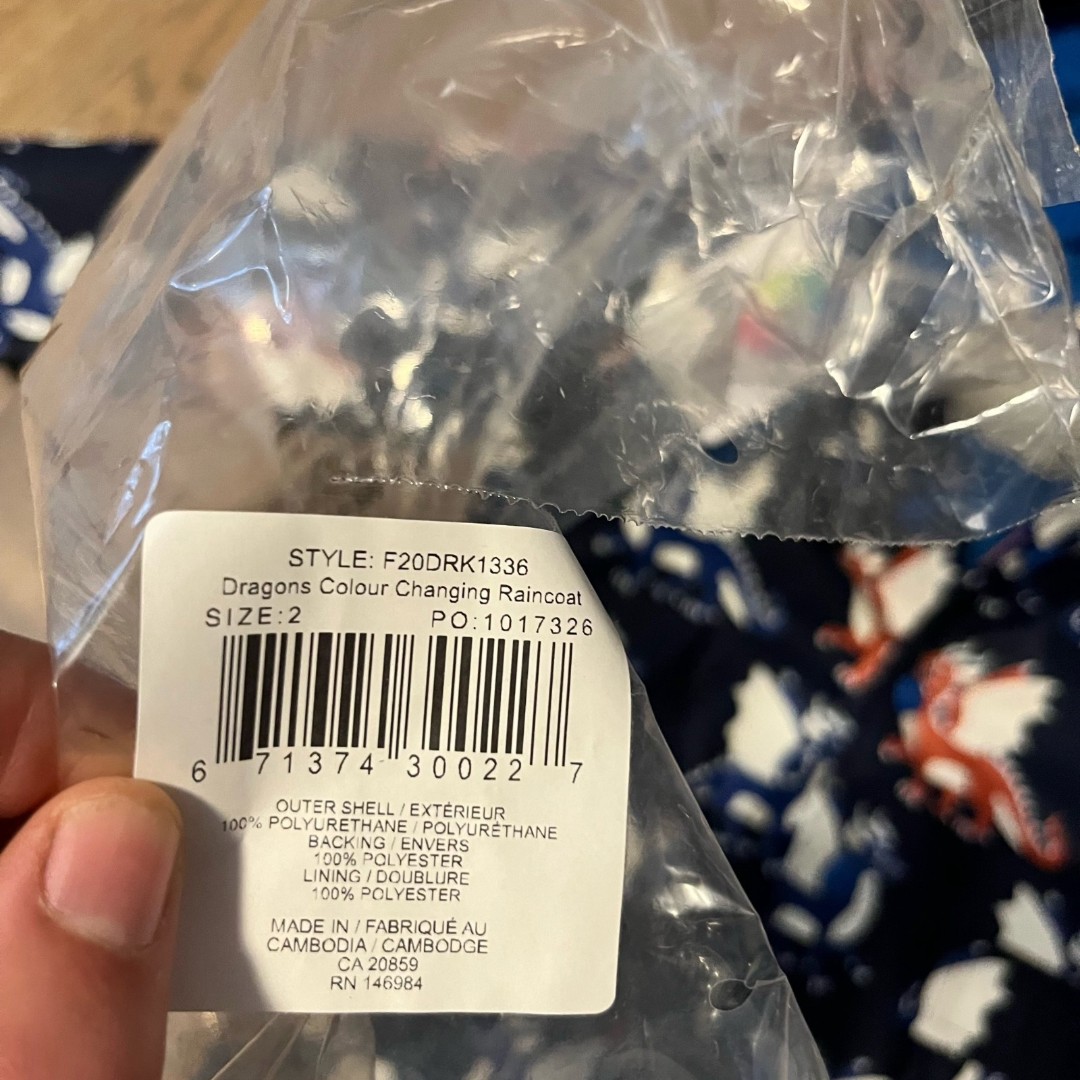 STYLE: F20DRK1336
Dragons Colour Changing Raincoat
SIZE:2 PO:1017326
6 71374 30022 7
OUTER SHELL / EXTÉRIEUR
100% POLYURETHANE / POLYURÉTHANE
BACKING / ENVERS
100% POLYESTER
LINING / DOUBLURE
100% POLYESTER
MADE IN / FABRIQUÉ AU
CAMBODIA / CAMBODGE
CA 20859
RN 146984